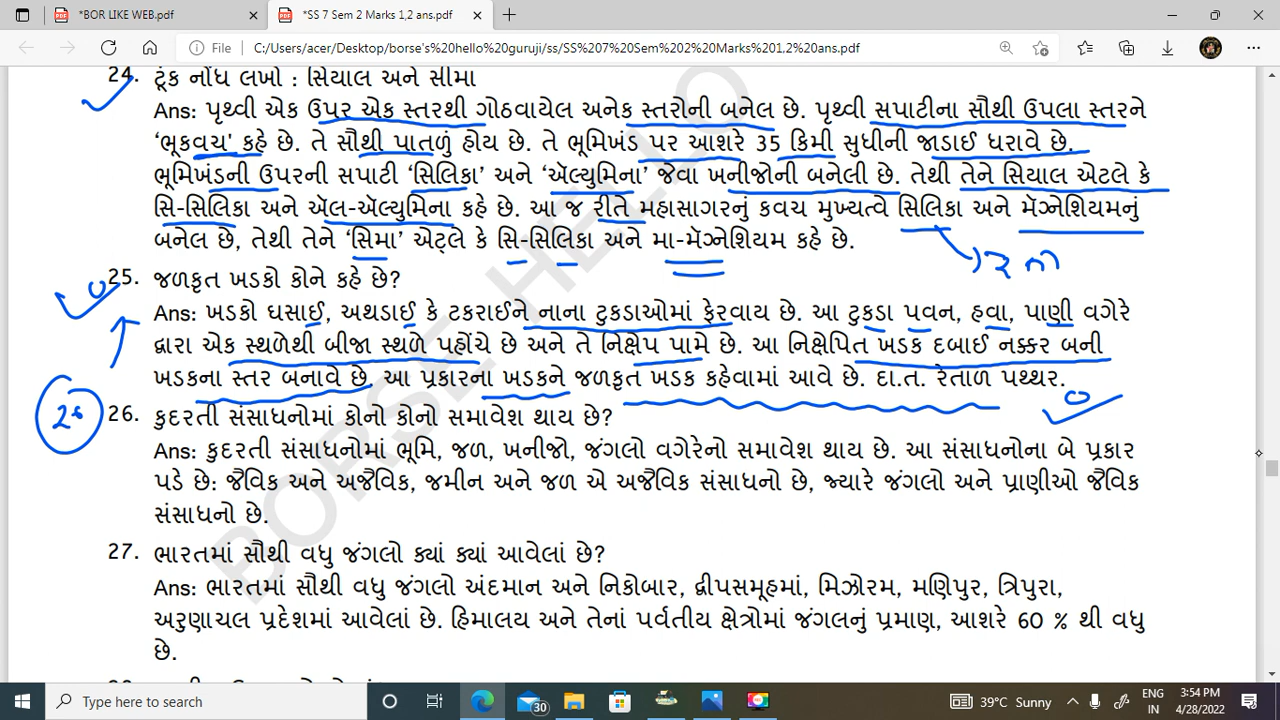 *BOR LIKE WEB.pdf
*SS 7 Sem 2 Marks 1,2 ans.pdf
File C:/Users/acer/Desktop/borse's%20hello%20guruji/ss/SS%207%20Sem%202%20Marks%201,2%20ans.pdf
24. ટૂંક નોંધ લખો : સિયાલ અને સીમા
Ans: પૃથ્વી એક ઉપર એક સ્તરથી ગોઠવાયેલ અનેક સ્તરોની બનેલ છે. પૃથ્વી સપાટીના સૌથી ઉપલા સ્તરને
'ભૂકવચ' કહે છે. તે સૌથી પાતળું હોય છે. તે ભૂમિખંડ પર આશરે 35 કિમી સુધીની જાડાઈ ધરાવે છે.
ભૂમિખંડની ઉપરની સપાટી 'સિલિકા' અને 'ઍલ્યુમિના' જેવા ખનીજોની બનેલી છે. તેથી તેને સિયાલ એટલે કે
સિ-સિલિકા અને ઍલ-ઍલ્યુમિના કહે છે. આ જ રીતે મહાસાગરનું કવચ મુખ્યત્વે સિલિકા અને મૅગ્નેશિયમનું
બનેલ છે, તેથી તેને 'સિમા' એટ્લે કે સિ-સિલિકા અને મા-મૅગ્નેશિયમ કહે છે.
25. જળકૃત ખડકો કોને કહે છે?
Ans: ખડકો ઘસાઈ, અથડાઈ કે ટકરાઈને નાના ટુકડાઓમાં ફેરવાય છે. આ ટુકડા પવન, હવા, પાણી વગેરે
દ્વારા એક સ્થળેથી બીજા સ્થળે પહોંચે છે અને તે નિક્ષેપ પામે છે. આ નિક્ષેપિત ખડક દબાઈ નક્કર બની
ખડકના સ્તર બનાવે છે. આ પ્રકારના ખડકને જળકૃત ખડક કહેવામાં આવે છે. દા.ત. રેતાળ પથ્થર.
26. કુદરતી સંસાધનોમાં કોનો કોનો સમાવેશ થાય છે?
Ans: કુદરતી સંસાધનોમાં ભૂમિ, જળ, ખનીજો, જંગલો વગેરેનો સમાવેશ થાય છે. આ સંસાધનોના બે પ્રકાર
પડે છે: જૈવિક અને અજૈવિક, જમીન અને જળ એ અજૈવિક સંસાધનો છે, જ્યારે જંગલો અને પ્રાણીઓ જૈવિક
સંસાધનો છે.
27. ભારતમાં સૌથી વધુ જંગલો ક્યાં ક્યાં આવેલાં છે?
Ans: ભારતમાં સૌથી વધુ જંગલો અંદમાન અને નિકોબાર, દ્વીપસમૂહમાં, મિઝોરમ, મણિપુર, ત્રિપુરા,
અરુણાચલ પ્રદેશમાં આવેલાં છે. હિમાલય અને તેનાં પર્વતીય ક્ષેત્રોમાં જંગલનું પ્રમાણ, આશરે 60 % થી વધુ
છે.
BORSE HELLO
Type here to search
30
39°C Sunny
ENG
IN
3:54 PM
4/28/2022